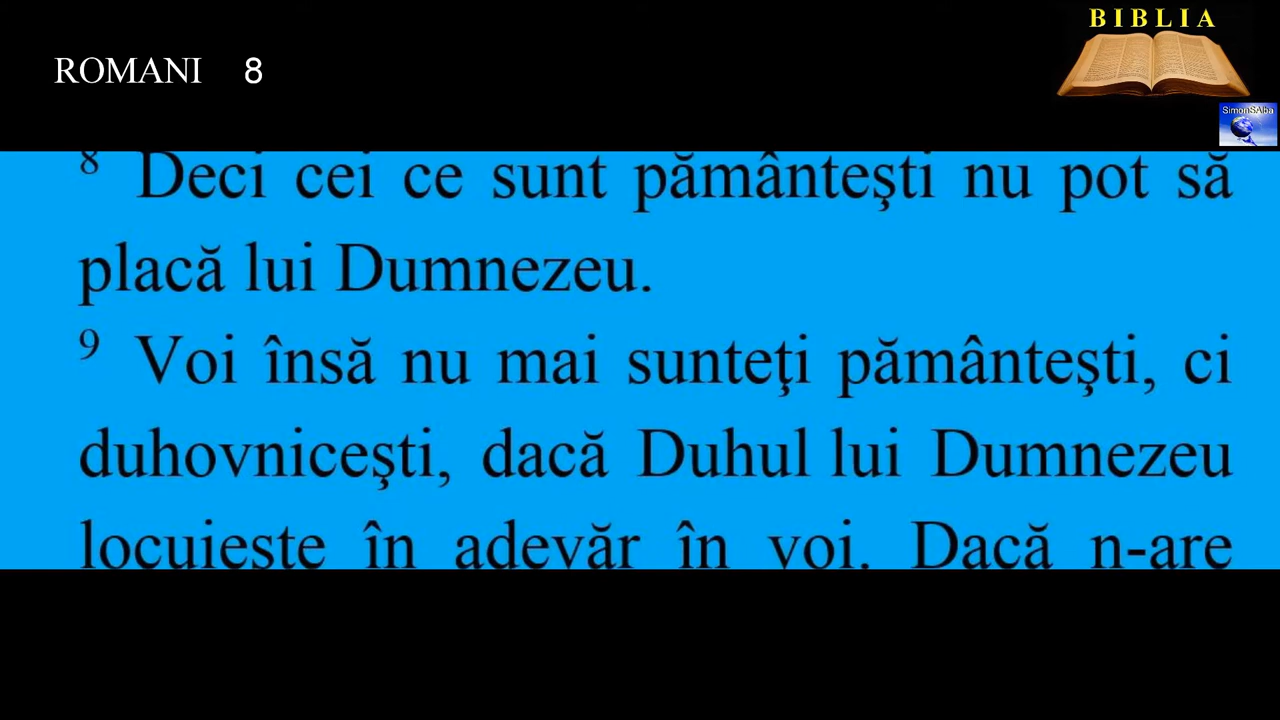 BIBLIA
ROMANI 8
SimonSAlba
8 Deci cei ce sunt pământeşti nu pot să
placă lui Dumnezeu.
9 Voi însă nu mai sunteţi pământeşti, ci
duhovniceşti, dacă Duhul lui Dumnezeu
locuieşte în adevăr în voi. Dacă n-are